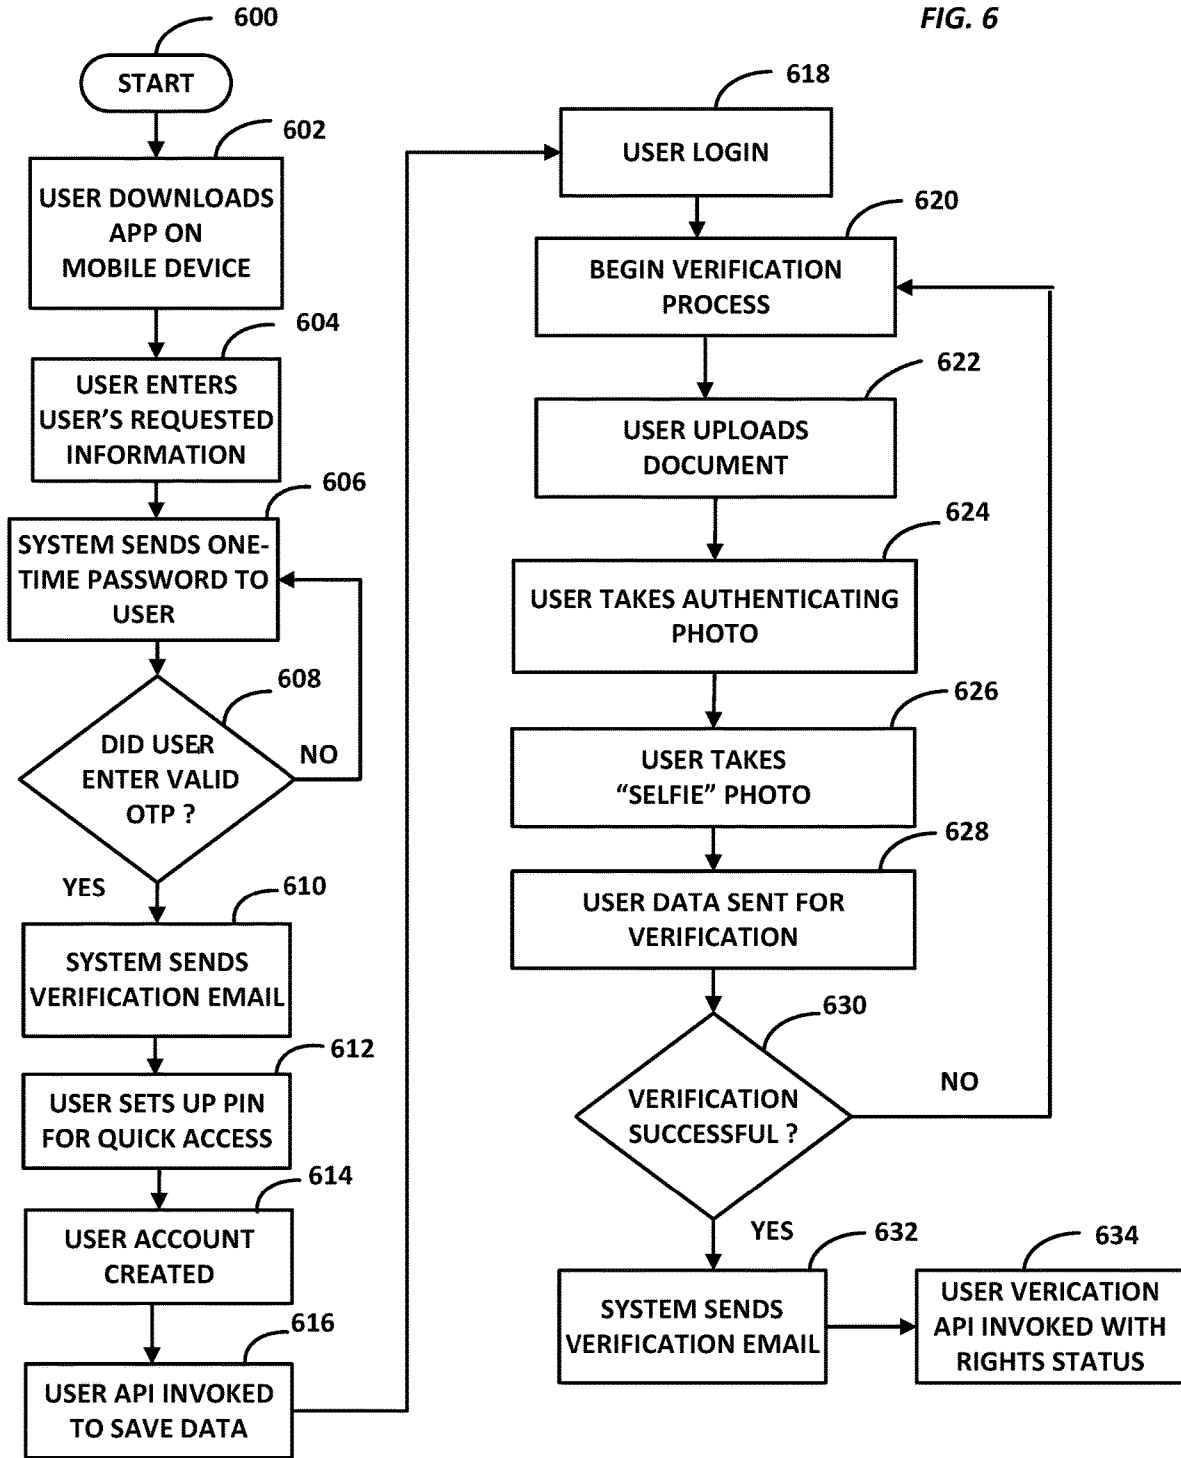 FIG. 6
600
START
602
USER DOWNLOADS
APP ON
MOBILE DEVICE
604
USER ENTERS
USER’S REQUESTED
INFORMATION
606
SYSTEM SENDS ONE-
TIME PASSWORD TO
USER
608
DID USER
ENTER VALID
OTP ?
NO
YES
610
SYSTEM SENDS
VERIFICATION EMAIL
612
USER SETS UP PIN
FOR QUICK ACCESS
614
USER ACCOUNT
CREATED
616
USER API INVOKED
TO SAVE DATA
618
USER LOGIN
620
BEGIN VERIFICATION
PROCESS
622
USER UPLOADS
DOCUMENT
624
USER TAKES AUTHENTICATING
PHOTO
626
USER TAKES
“SELFIE” PHOTO
628
USER DATA SENT FOR
VERIFICATION
630
VERIFICATION
SUCCESSFUL ?
NO
YES
632
SYSTEM SENDS
VERIFICATION EMAIL
634
USER VERICATION
API INVOKED WITH
RIGHTS STATUS